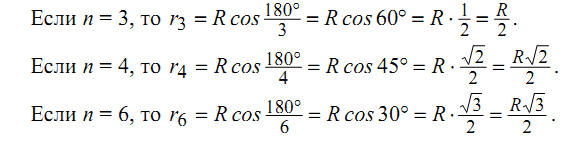 Если n = 3, то r₃ = R cos 180°/3 = R cos 60° = R · 1/2 = R/2.
Если n = 4, то r₄ = R cos 180°/4 = R cos 45° = R · √2/2 = R√2/2.
Если n = 6, то r₆ = R cos 180°/6 = R cos 30° = R · √3/2 = R√3/2.